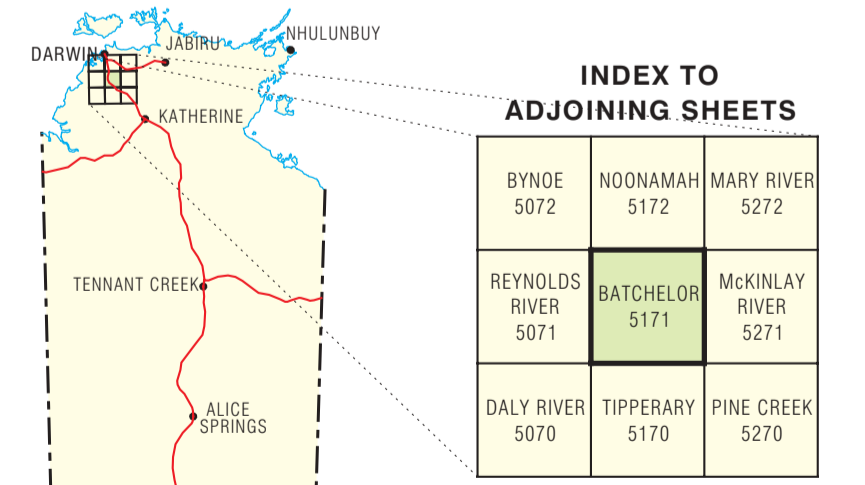 DARWIN
JABIRU
NHULUNBUY
KATHERINE
TENNANT CREEK
ALICE
SPRINGS
INDEX TO
ADJOINING SHEETS
BYNOE
5072
NOONAMAH
5172
MARY RIVER
5272
REYNOLDS
RIVER
5071
BATCHELOR
5171
McKINLAY
RIVER
5271
DALY RIVER
5070
TIPPERARY
5170
PINE CREEK
5270